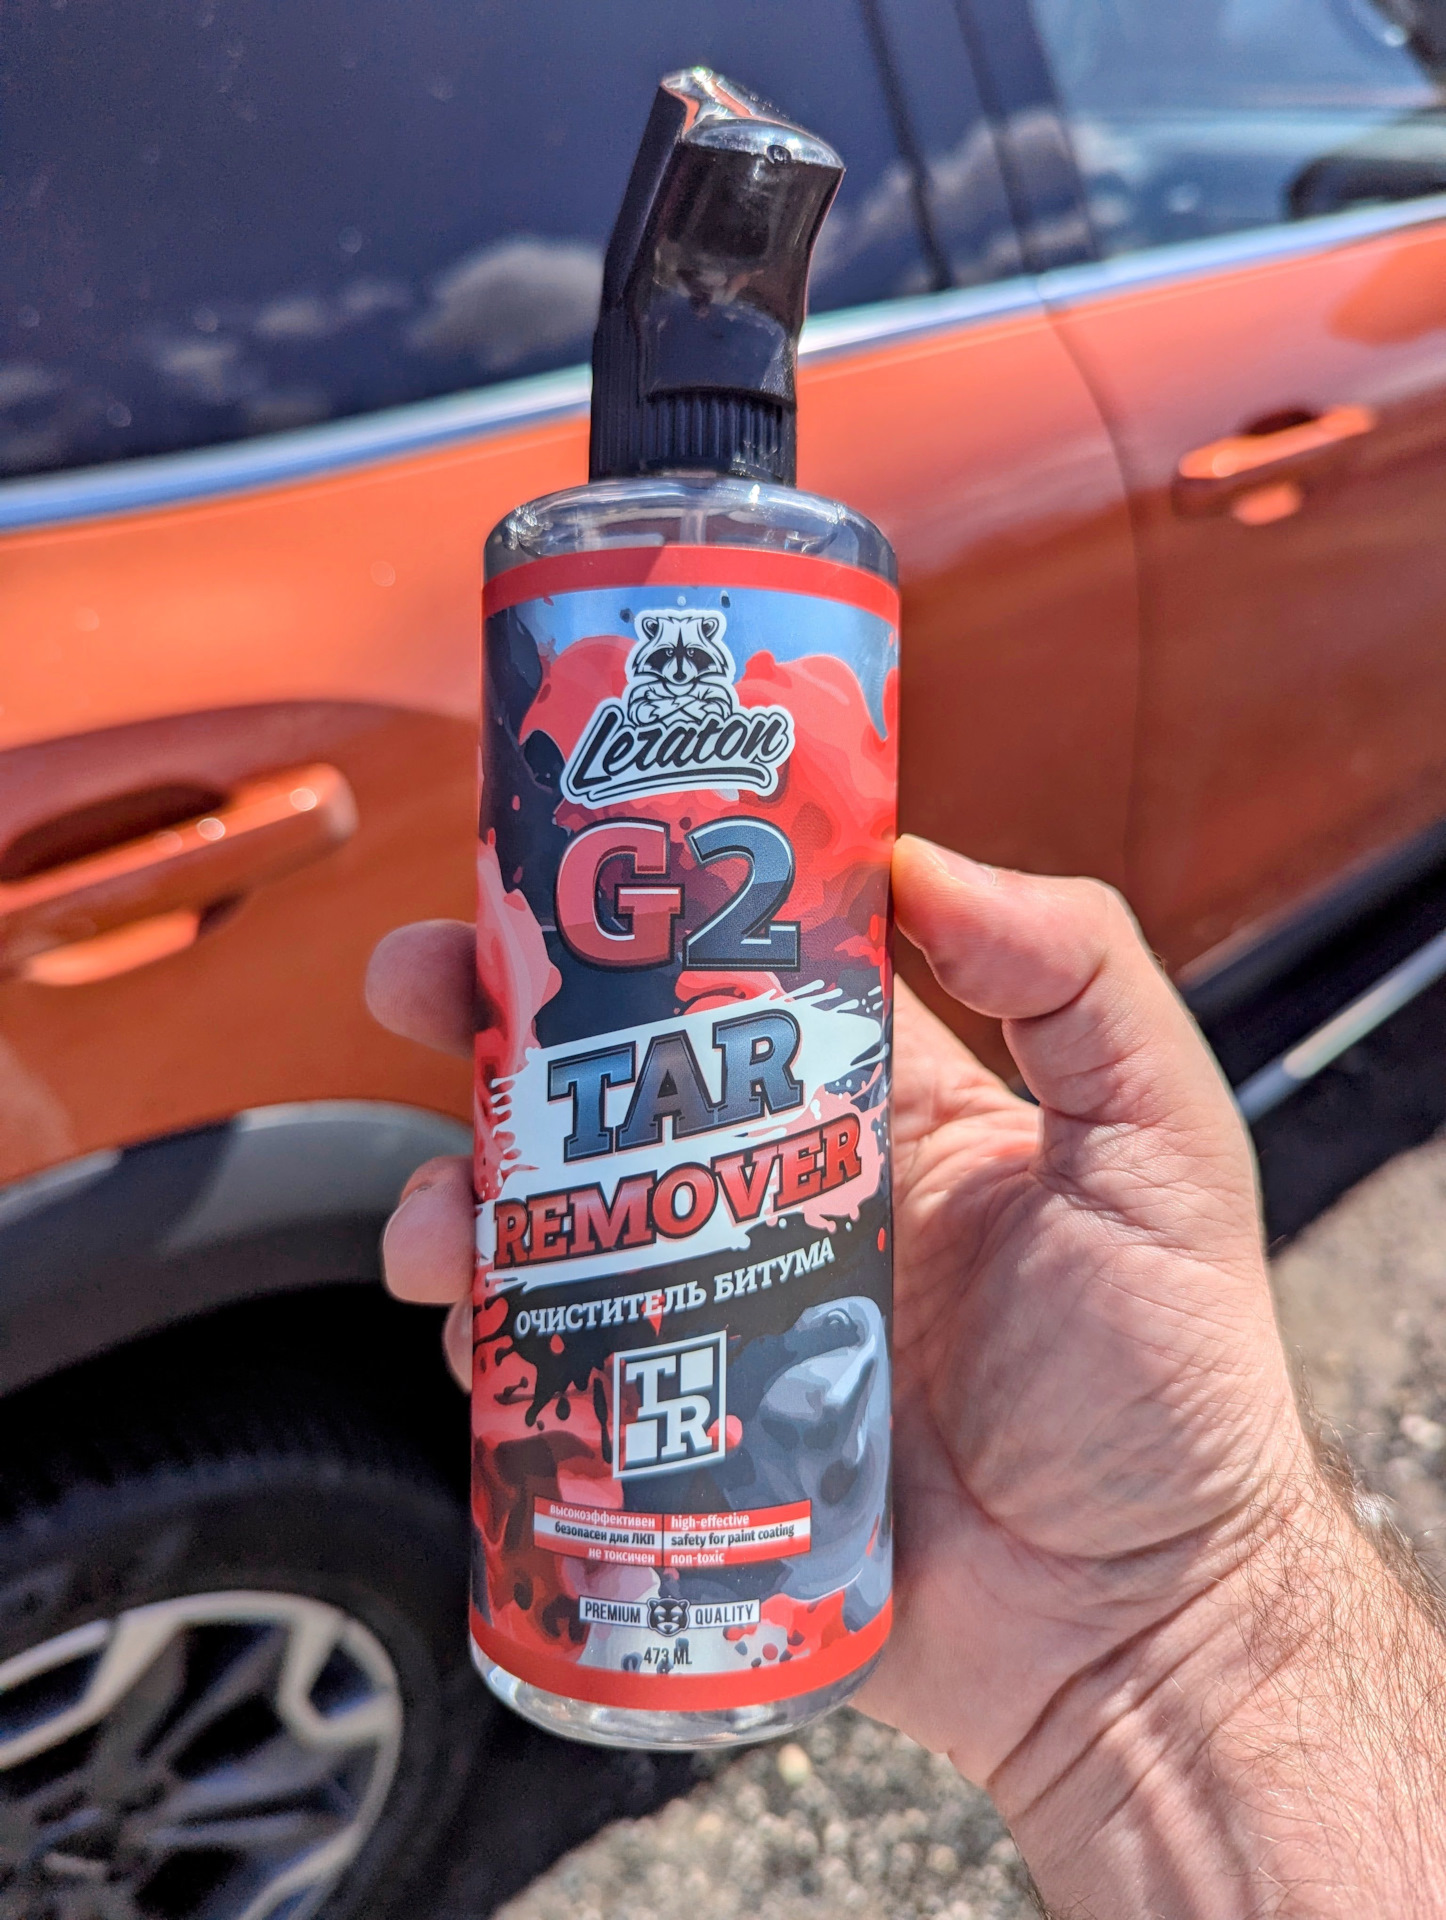 Leraton
G2
TAR
REMOVER
ОЧИСТИТЕЛЬ БИТУМА
T
R
высокоэффективен high-effective
безопасен для ЛКП safety for paint coating
не токсичен non-toxic
PREMIUM QUALITY
473 ML